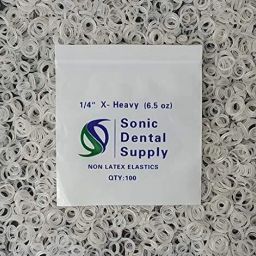 1/4" X- Heavy (6.5 oz)
Sonic
Dental
Supply
NON LATEX ELASTICS
QTY:100